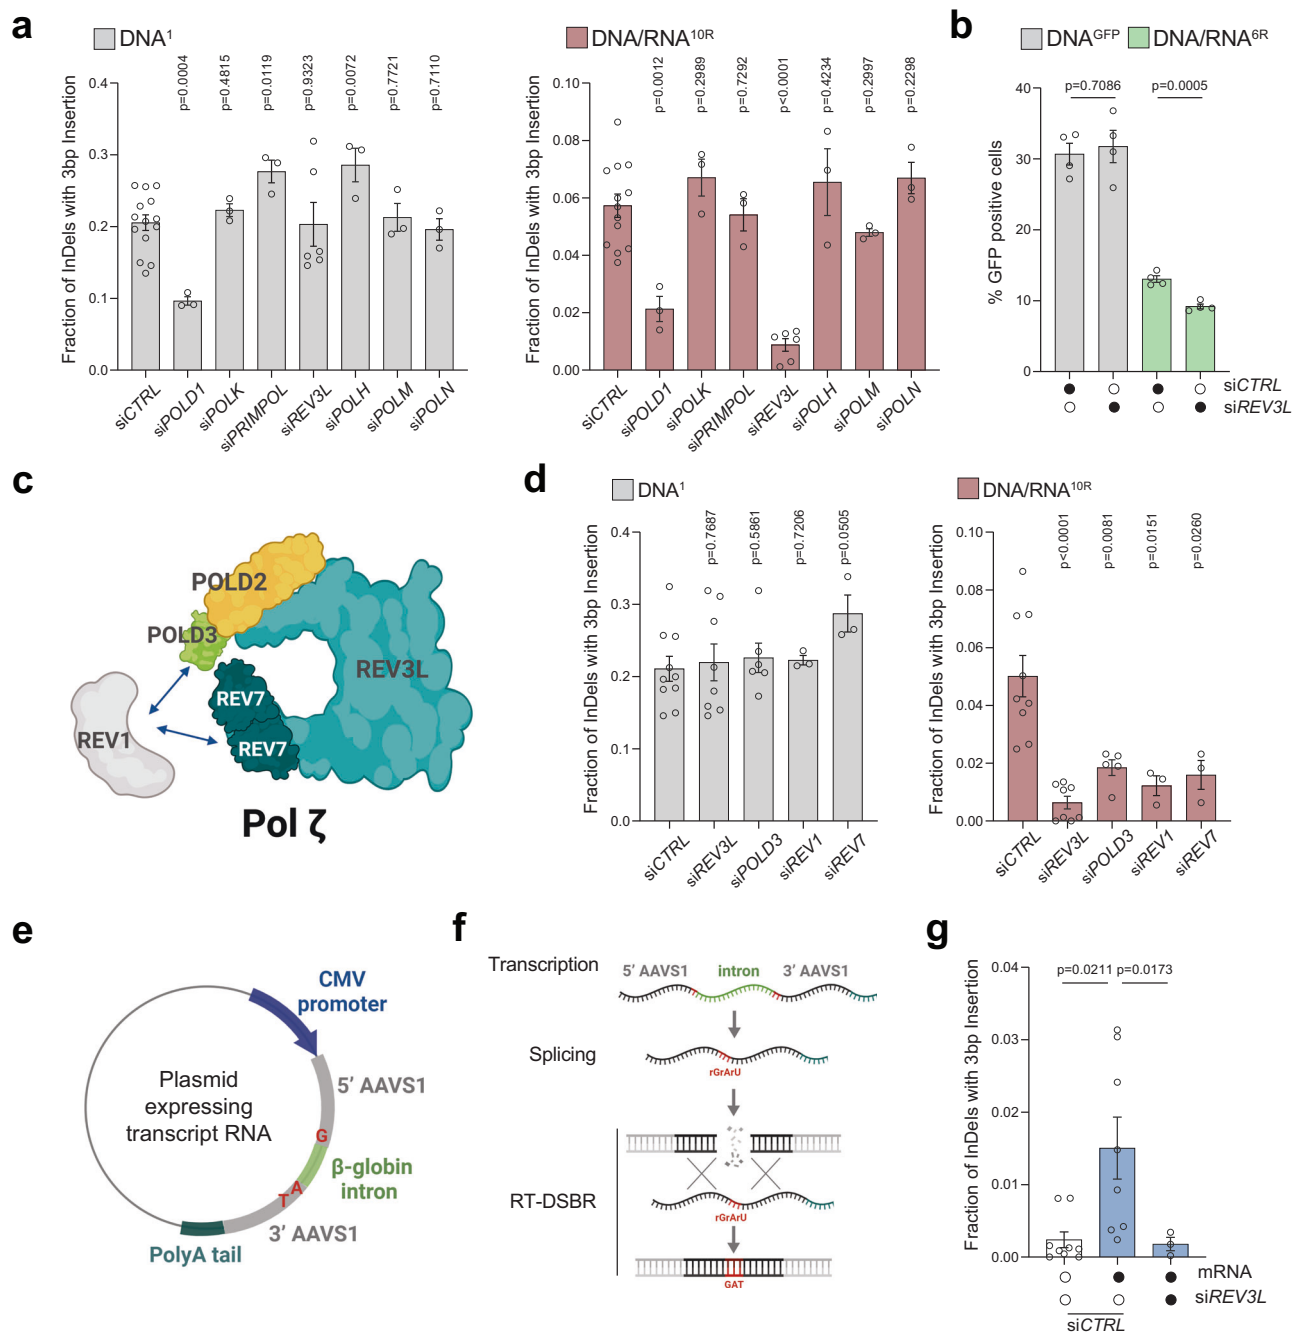 a
DNA¹
DNA/RNA¹⁰ᴿ
Fraction of InDels with 3bp Insertion
0.4
0.3
0.2
0.1
0.0
p=0.0004
p=0.4815
p=0.0119
p=0.9323
p=0.0072
p=0.7721
p=0.7110
siCTRL
siPOLD1
siPOLK
siPRIMPOL
siREV3L
siPOLH
siPOLM
siPOLN
Fraction of InDels with 3bp Insertion
0.10
0.08
0.06
0.04
0.02
0.00
p=0.0012
p=0.2989
p=0.7292
p<0.0001
p=0.4234
p=0.2997
p=0.2298
siCTRL
siPOLD1
siPOLK
siPRIMPOL
siREV3L
siPOLH
siPOLM
siPOLN
b
DNAᴳᶠᴾ
DNA/RNA⁶ᴿ
% GFP positive cells
40
30
20
10
0
p=0.7086
p=0.0005
siCTRL
siREV3L
c
POLD2
POLD3
REV3L
REV7
REV7
REV1
Pol ζ
d
DNA¹
DNA/RNA¹⁰ᴿ
Fraction of InDels with 3bp Insertion
0.4
0.3
0.2
0.1
0.0
p=0.7687
p=0.5861
p=0.7206
p=0.0505
siCTRL
siREV3L
siPOLD3
siREV1
siREV7
Fraction of InDels with 3bp Insertion
0.10
0.08
0.06
0.04
0.02
0.00
p<0.0001
p=0.0081
p=0.0151
p=0.0260
siCTRL
siREV3L
siPOLD3
siREV1
siREV7
e
CMV
promoter
Plasmid
expressing
transcript RNA
5' AAVS1
G
β-globin
intron
A
T
3' AAVS1
PolyA tail
f
Transcription
5' AAVS1
intron
3' AAVS1
Splicing
rGrArU
RT-DSBR
rGrArU
GAT
g
Fraction of InDels with 3bp Insertion
0.04
0.03
0.02
0.01
0.00
p=0.0211
p=0.0173
mRNA
siREV3L
siCTRL